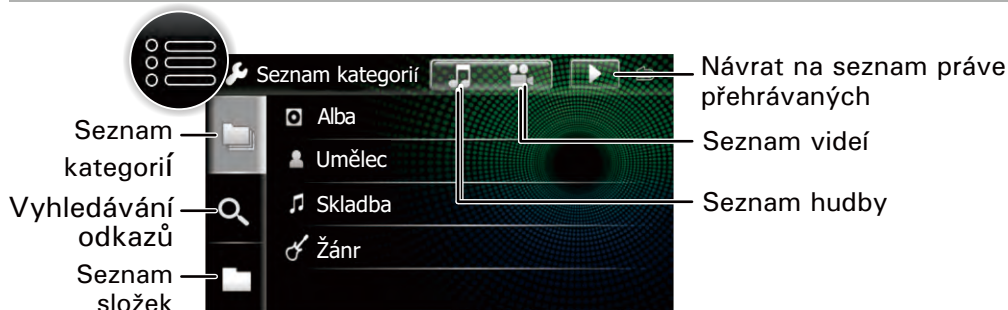 Seznam kategorií
Návrat na seznam práve
přehrávaných
Alba
Seznam
kategorií
Seznam videí
Umělec
Vyhledávání
odkazů
Skladba
Seznam hudby
Žánr
Seznam
složek